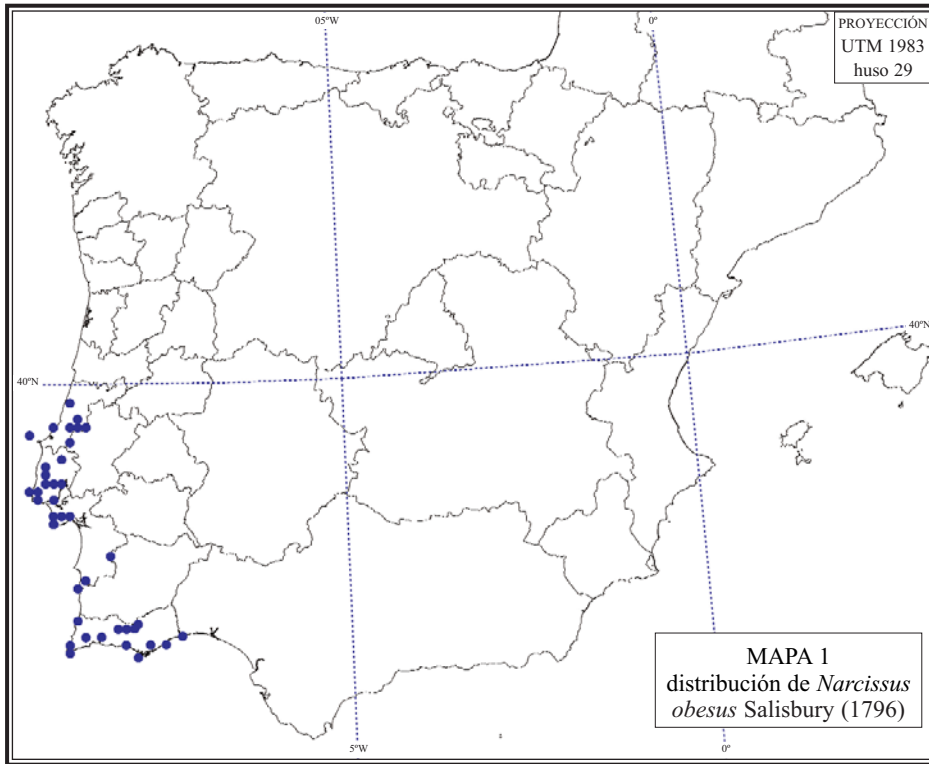 05ºW
0º
PROYECCIÓN
UTM 1983
huso 29
40ºN
40ºN
MAPA 1
distribución de Narcissus
obesus Salisbury (1796)
5ºW
0º